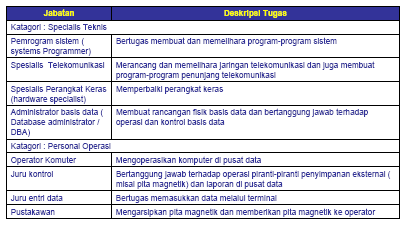 Jabatan Deskripsi Tugas
Katagori : Specialis Teknis
Pemrogram sistem ( Bertugas membuat dan memelihara program-program sistem
systems Programmer)
Spesialis Telekomunikasi Merancang dan memelihara jaringan telekomunikasi dan juga membuat
program-program penunjang telekomunikasi
Spesialis Perangkat Keras Memperbaiki perangkat keras
(hardware specialist)
Administrator basis data ( Membuat rancangan fisik basis data dan bertanggung jawab terhadap
Database administrator / operasi dan kontrol basis data
DBA)
Katagori : Personal Operasi
Operator Komuter Mengoperasikan komputer di pusat data
Juru kontrol Bertanggung jawab terhadap operasi piranti-piranti penyimpanan eksternal (
misal pita magnetik) dan laporan di pusat data
Juru entri data Bertugas memasukkan data melalui terminal
Pustakawan Mengarsipkan pita magnetik dan memberikan pita magnetik ke operator